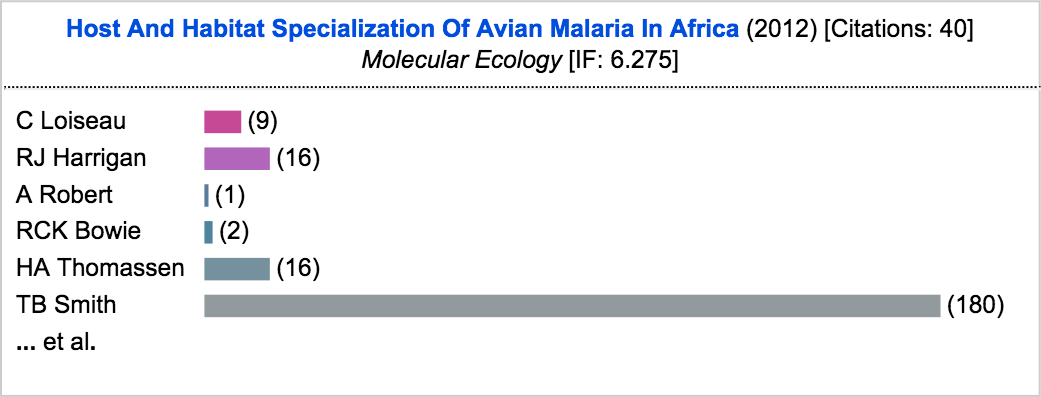 Host And Habitat Specialization Of Avian Malaria In Africa (2012) [Citations: 40]
Molecular Ecology [IF: 6.275]
C Loiseau (9)
RJ Harrigan (16)
A Robert (1)
RCK Bowie (2)
HA Thomassen (16)
TB Smith (180)
... et al.